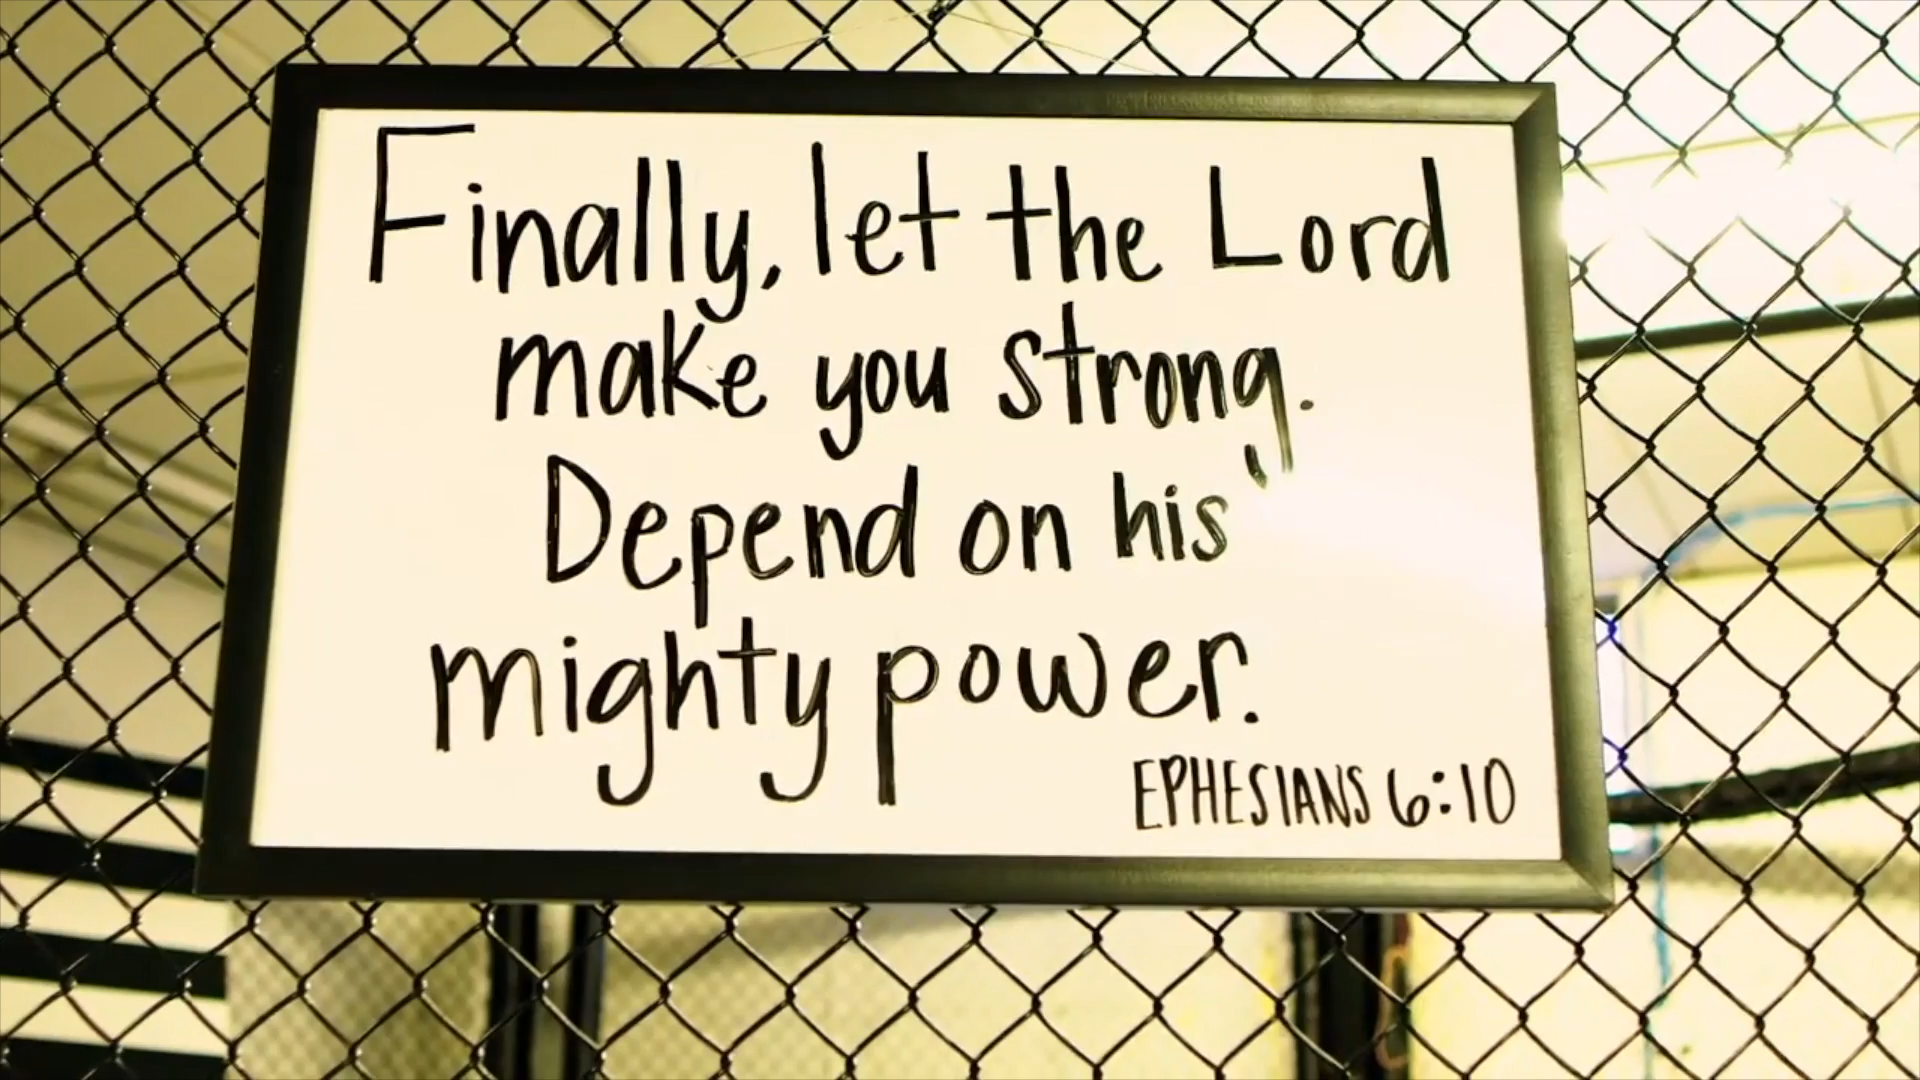 Finally, let the Lord
make you strong.
Depend on his
mighty power.
EPHESIANS 6:10